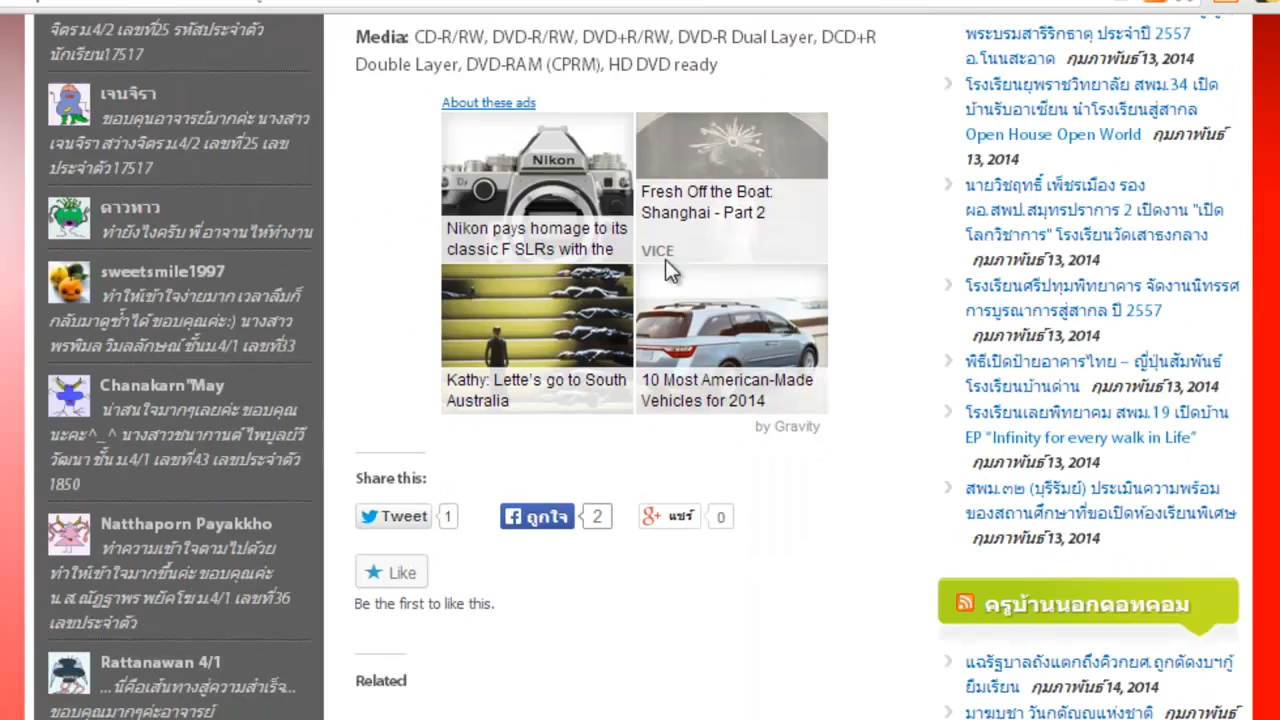 จิตร ม.4/2 เลขที่25 รหัสประจำตัว
นักเรียน17517
เจนจิรา
ขอบคุนอาจารย์มากค่ะ นางสาว
เจนจิรา สว่างจิตร ม.4/2 เลขที่25 เลข
ประจำตัว17517
ดาวหาว
ทำยังไงครับ พี่ อาจาน ให้ทำงาน
sweetsmile1997
ทำให้เข้าใจง่ายมาก เวลาลืมก็
กลับมาดูซ้ำได้ ขอบคุณค่ะ:) นางสาว
พรพิมล วิมลลักษณ์ ชั้นม.4/1 เลขที่33
Chanakarn"May
น่าสนใจมากๆเลยค่ะ ขอบคุณ
นะคะ^_^ นางสาวชนากานต์ ไพบูลย์วิ
วัฒนา ชั้น ม.4/1 เลขที่43 เลขประจำตัว
1850
Natthaporn Payakkho
ทำความเข้าใจตามไปด้วย
ทำให้เข้าใจมากขึ้นค่ะ ขอบคุณค่ะ
น.ส.ณัฏฐาพร พยัคโฆ ม.4/1 เลขที่36
เลขประจำตัว
Rattanawan 4/1
...นี่คือเส้นทางสู่ความสำเร็จ...
ขอบคุณมากๆค่ะอาจารย์
Media: CD-R/RW, DVD-R/RW, DVD+R/RW, DVD-R Dual Layer, DCD+R
Double Layer, DVD-RAM (CPRM), HD DVD ready
About these ads
Nikon
Nikon pays homage to its
classic F SLRs with the
Fresh Off the Boat:
Shanghai - Part 2
VICE
Kathy: Lette's go to South
Australia
10 Most American-Made
Vehicles for 2014
by Gravity
Share this:
Tweet 1
ถูกใจ 2
แชร์ 0
Like
Be the first to like this.
Related
พระบรมสารีริกธาตุ ประจำปี 2557
อ.โนนสะอาด กุมภาพันธ์ 13, 2014
โรงเรียนยุพราชวิทยาลัย สพม.34 เปิด
บ้านรับอาเซียน นำโรงเรียนสู่สากล
Open House Open World กุมภาพันธ์
13, 2014
นายวิชฤทธิ์ เพ็ชรเมือง รอง
ผอ.สพป.สมุทรปราการ 2 เปิดงาน "เปิด
โลกวิชาการ" โรงเรียนวัดเสาธงกลาง
กุมภาพันธ์ 13, 2014
โรงเรียนศรีปทุมพิทยาคาร จัดงานนิทรรศ
การบูรณาการสู่สากล ปี 2557
กุมภาพันธ์ 13, 2014
พิธีเปิดป้ายอาคารไทย – ญี่ปุ่นสัมพันธ์
โรงเรียนบ้านด่าน กุมภาพันธ์ 13, 2014
โรงเรียนเลยพิทยาคม สพม.19 เปิดบ้าน
EP "Infinity for every walk in Life"
กุมภาพันธ์ 13, 2014
สพม.๓๒ (บุรีรัมย์) ประเมินความพร้อม
ของสถานศึกษาที่ขอเปิดห้องเรียนพิเศษ
กุมภาพันธ์ 13, 2014
ครูบ้านนอกดอทคอม
แฉรัฐบาลถังแตกถึงคิวกยศ.ถูกตัดงบฯกู้
ยืมเรียน กุมภาพันธ์ 14, 2014
มาฆบูชา วันกตัญญูแห่งชาติ กุมภาพันธ์